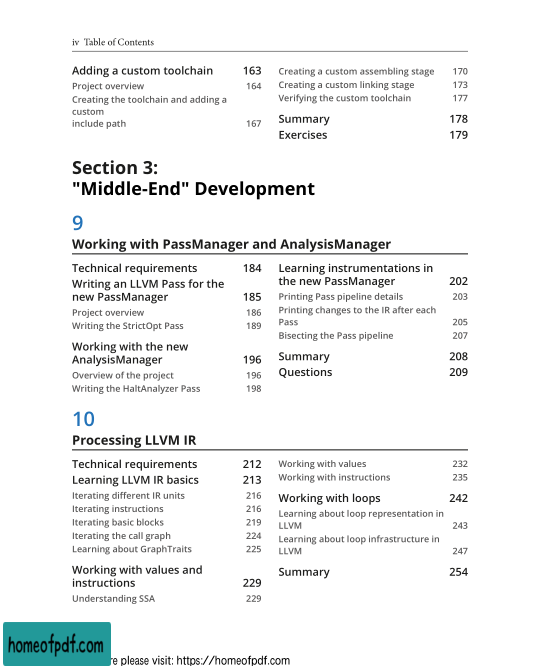 iv Table of Contents
Adding a custom toolchain 163
Project overview 164
Creating the toolchain and adding a
custom
include path 167
Creating a custom assembling stage 170
Creating a custom linking stage 173
Verifying the custom toolchain 177
Summary 178
Exercises 179
Section 3:
"Middle-End" Development
9
Working with PassManager and AnalysisManager
Technical requirements 184
Writing an LLVM Pass for the
new PassManager 185
Project overview 186
Writing the StrictOpt Pass 189
Working with the new
AnalysisManager 196
Overview of the project 196
Writing the HaltAnalyzer Pass 198
Learning instrumentations in
the new PassManager 202
Printing Pass pipeline details 203
Printing changes to the IR after each
Pass 205
Bisecting the Pass pipeline 207
Summary 208
Questions 209
10
Processing LLVM IR
Technical requirements 212
Learning LLVM IR basics 213
Iterating different IR units 216
Iterating instructions 216
Iterating basic blocks 219
Iterating the call graph 224
Learning about GraphTraits 225
Working with values and
instructions 229
Understanding SSA 229
Working with values 232
Working with instructions 235
Working with loops 242
Learning about loop representation in
LLVM 243
Learning about loop infrastructure in
LLVM 247
Summary 254
homeofpdf.com
re please visit: https://homeofpdf.com